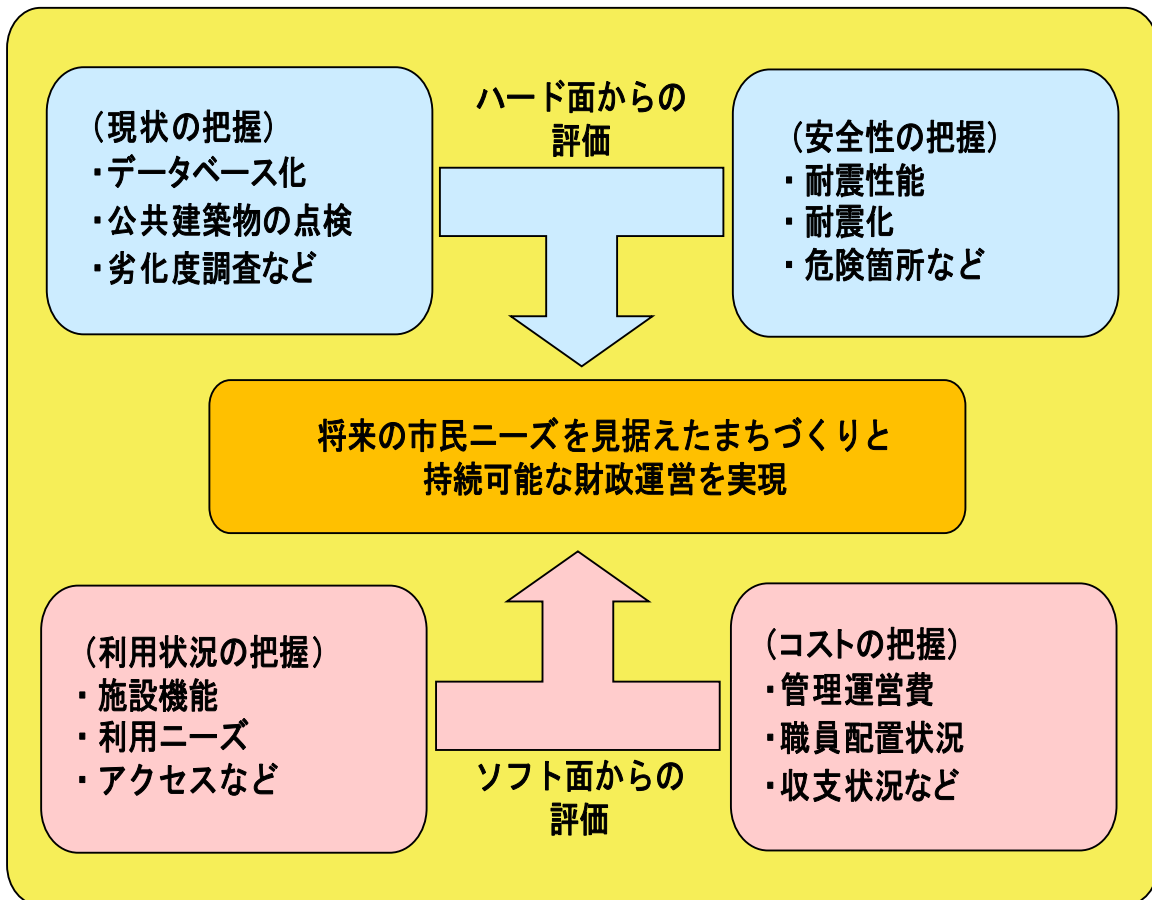 (現状の把握)
・データベース化
・公共建築物の点検
・劣化度調査など
ハード面からの
評価
(安全性の把握)
・耐震性能
・耐震化
・危険箇所など
将来の市民ニーズを見据えたまちづくりと
持続可能な財政運営を実現
(利用状況の把握)
・施設機能
・利用ニーズ
・アクセスなど
ソフト面からの
評価
(コストの把握)
・管理運営費
・職員配置状況
・収支状況など